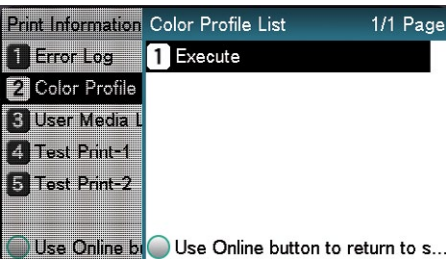 Print Information
1 Error Log
2 Color Profile
3 User Media L
4 Test Print-1
5 Test Print-2
Use Online b
Color Profile List 1/1 Page
1 Execute
Use Online button to return to s...